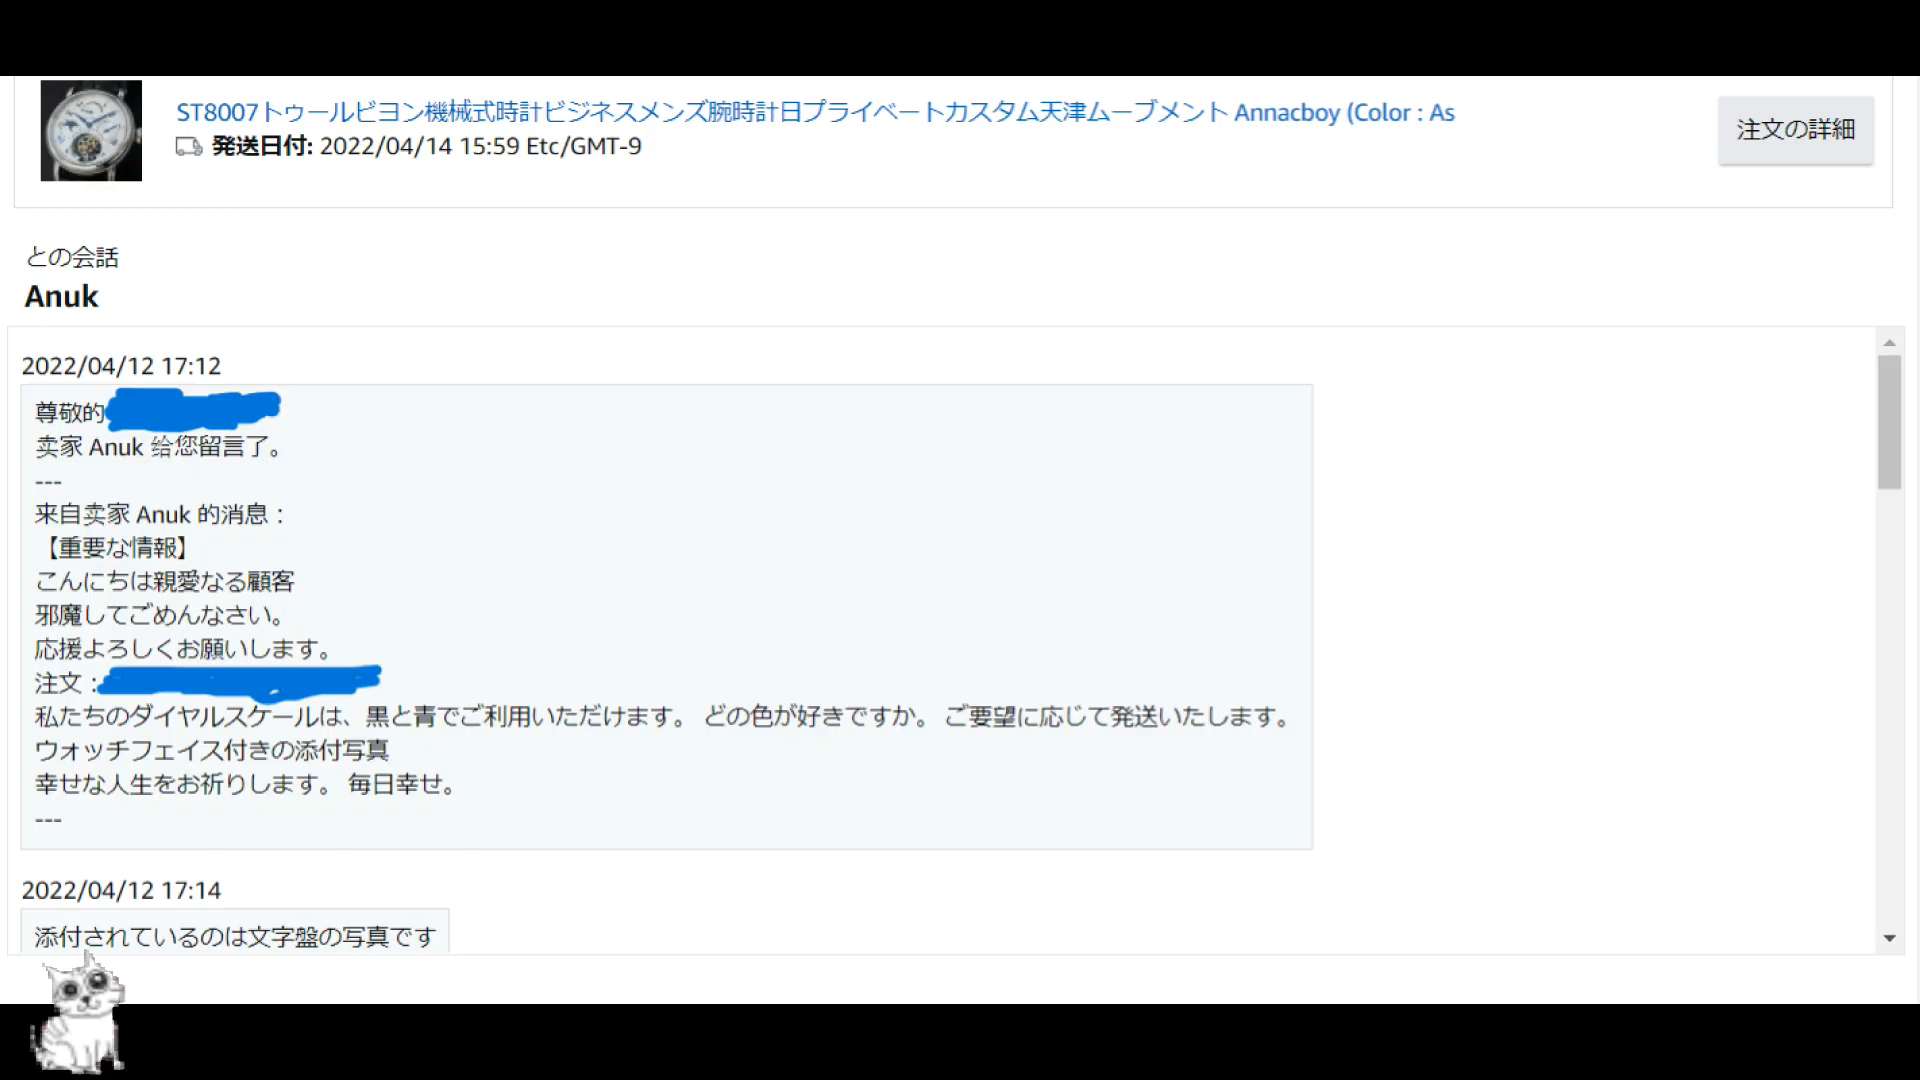 ST8007トゥールビヨン機械式時計ビジネスメンズ腕時計日プライベートカスタム天津ムーブメント Annacboy (Color : As
発送日付: 2022/04/14 15:59 Etc/GMT-9
注文の詳細
との会話
Anuk
2022/04/12 17:12
尊敬的
卖家 Anuk 给您留言了。
---
来自卖家 Anuk 的消息：
【重要な情報】
こんにちは親愛なる顧客
邪魔してごめんなさい。
応援よろしくお願いします。
注文：
私たちのダイヤルスケールは、黒と青でご利用いただけます。 どの色が好きですか。 ご要望に応じて発送いたします。
ウォッチフェイス付きの添付写真
幸せな人生をお祈りします。 毎日幸せ。
---
2022/04/12 17:14
添付されているのは文字盤の写真です